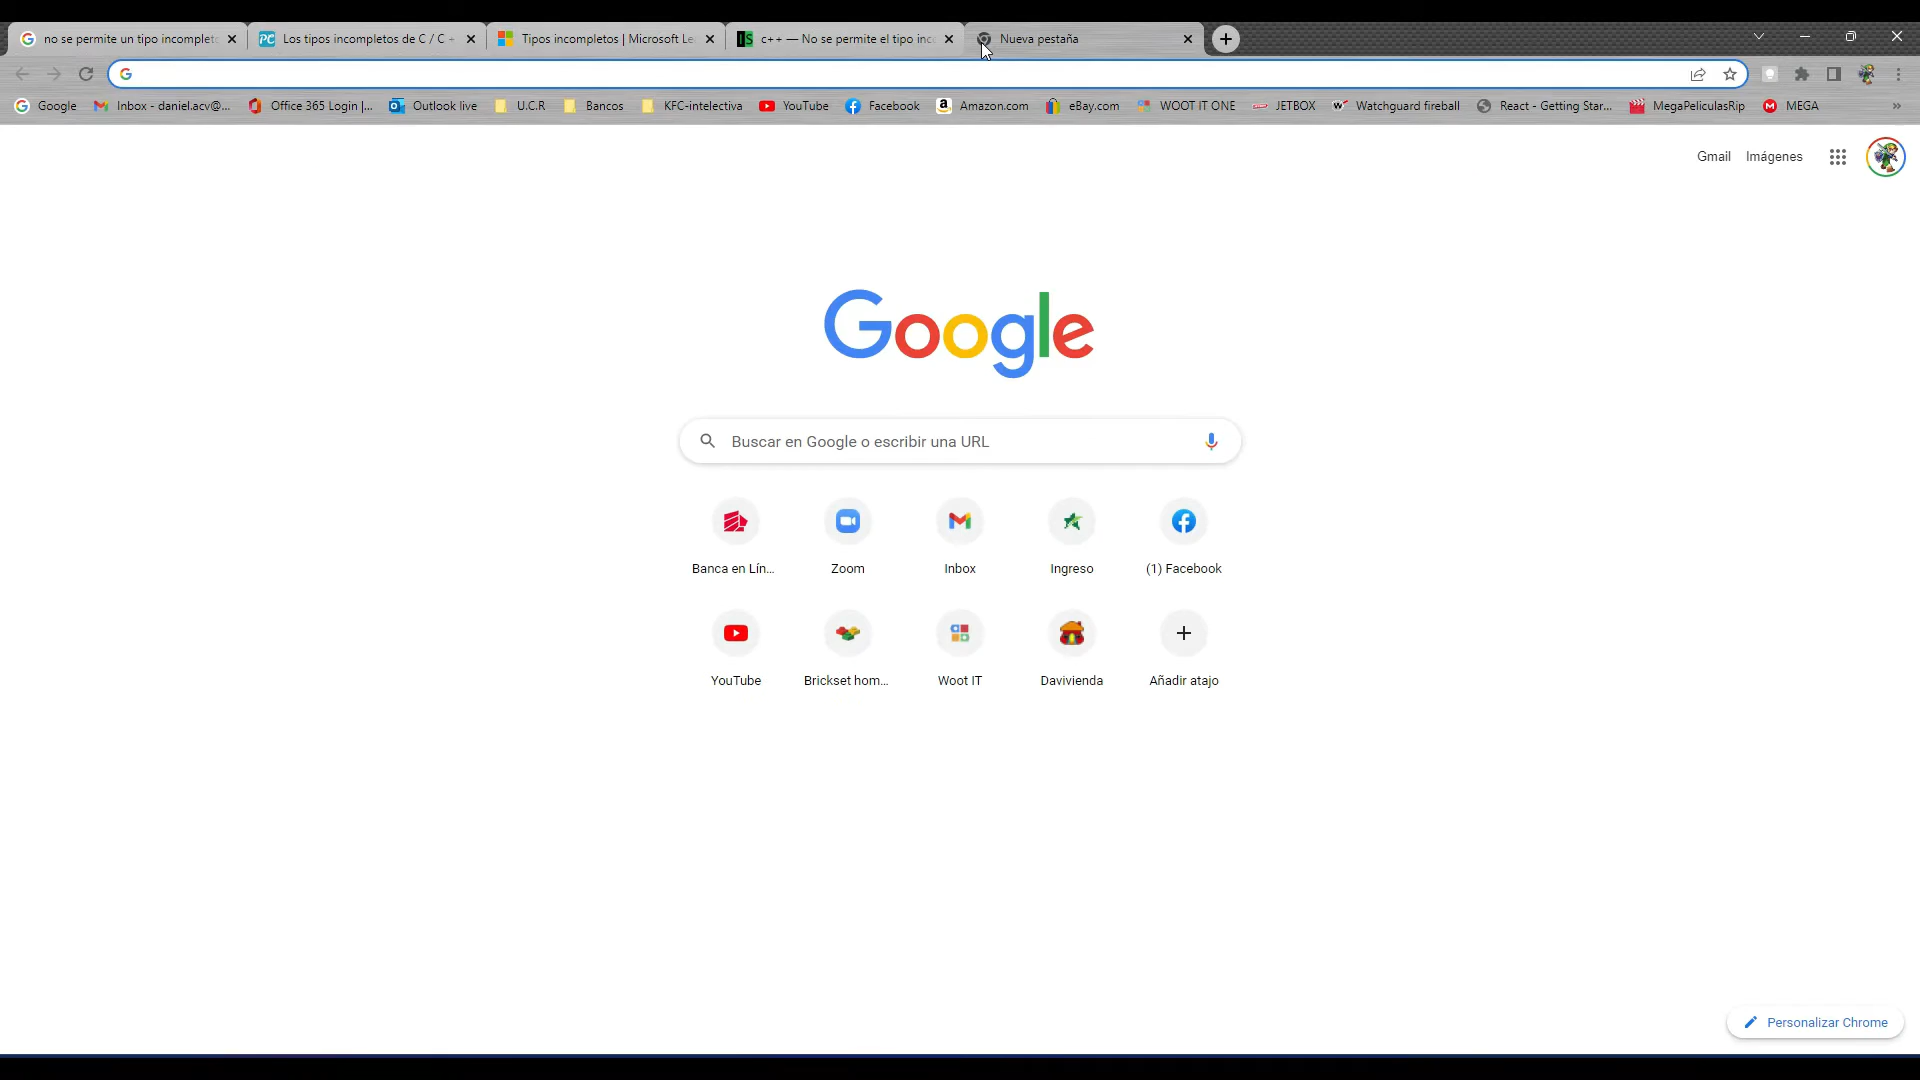 no se permite un tipo incomplet
Los tipos incompletos de C / C +
Tipos incompletos | Microsoft Le
c++ — No se permite el tipo inc
Nueva pestaña
Google
Inbox - daniel.acv@...
Office 365 Login |...
Outlook live
U.C.R
Bancos
KFC-intelectiva
YouTube
Facebook
Amazon.com
eBay.com
WOOT IT ONE
JETBOX
Watchguard fireball
React - Getting Star...
MegaPeliculasRip
MEGA
»
Gmail
Imágenes
Google
Buscar en Google o escribir una URL
Banca en Lín...
Zoom
Inbox
Ingreso
(1) Facebook
YouTube
Brickset hom...
Woot IT
Davivienda
Añadir atajo
Personalizar Chrome